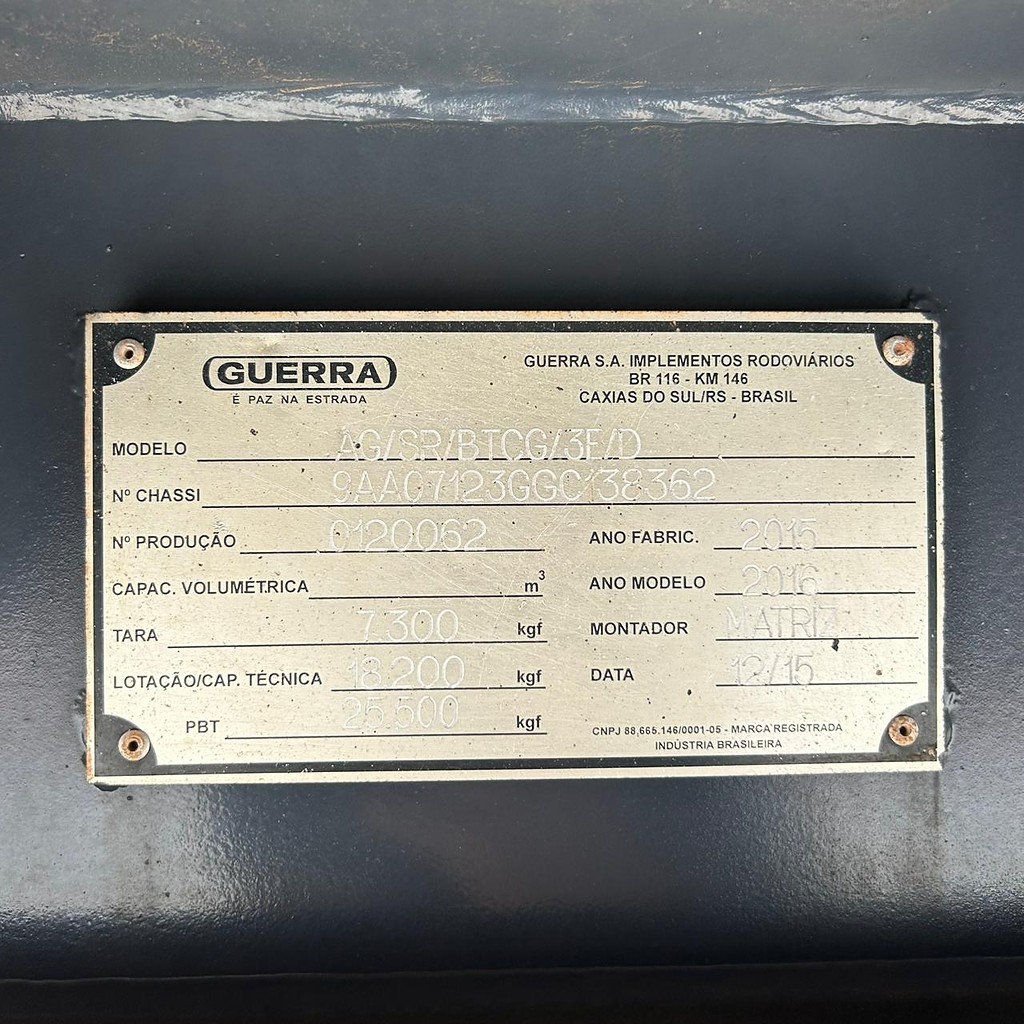 GUERRA
É PAZ NA ESTRADA
GUERRA S.A. IMPLEMENTOS RODOVIÁRIOS
BR 116 - KM 146
CAXIAS DO SUL/RS - BRASIL
MODELO AG/SR/BTCG/3E/D
Nº CHASSI 9AAC7123GGC138362
Nº PRODUÇÃO 0120062 ANO FABRIC. 2015
CAPAC. VOLUMÉTRICA m³ ANO MODELO 2016
TARA 7.300 kgf MONTADOR MATRIZ
LOTAÇÃO/CAP. TÉCNICA 18.200 kgf DATA 12/15
PBT 25.500 kgf
CNPJ 88,665.146/0001-05 - MARCA REGISTRADA
INDÚSTRIA BRASILEIRA